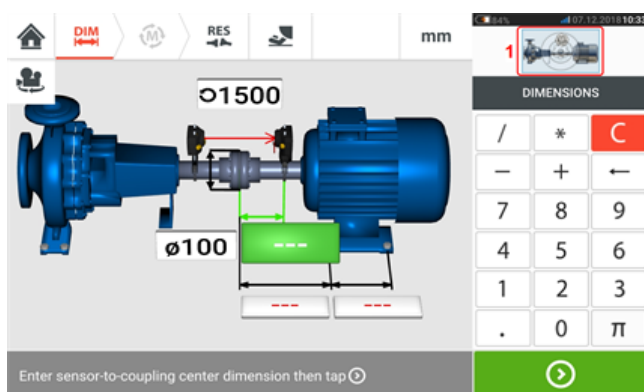 DIM
M
RES
mm
84%
07.12.2018 10:33
1
DIMENSIONS
1500
ø100
---
---
---
/ * C
− + ←
7 8 9
4 5 6
1 2 3
. 0 π
Enter sensor-to-coupling center dimension then tap